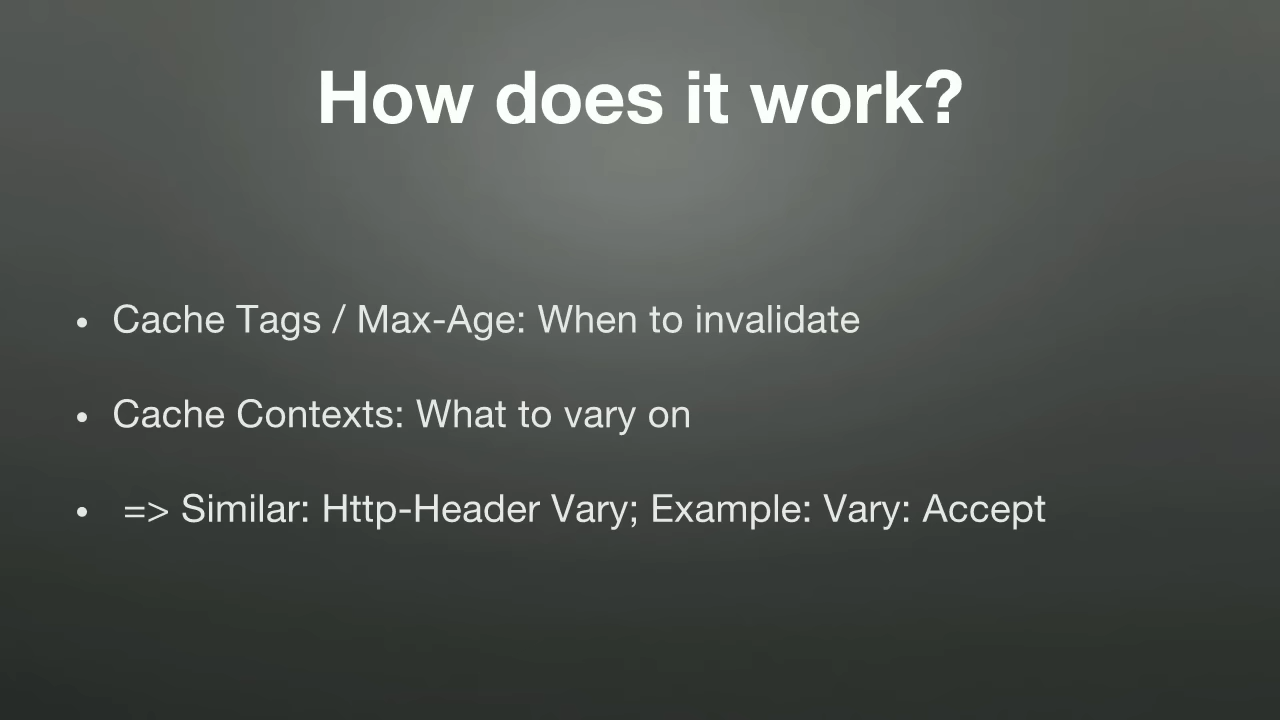 How does it work?
• Cache Tags / Max-Age: When to invalidate
• Cache Contexts: What to vary on
• => Similar: Http-Header Vary; Example: Vary: Accept